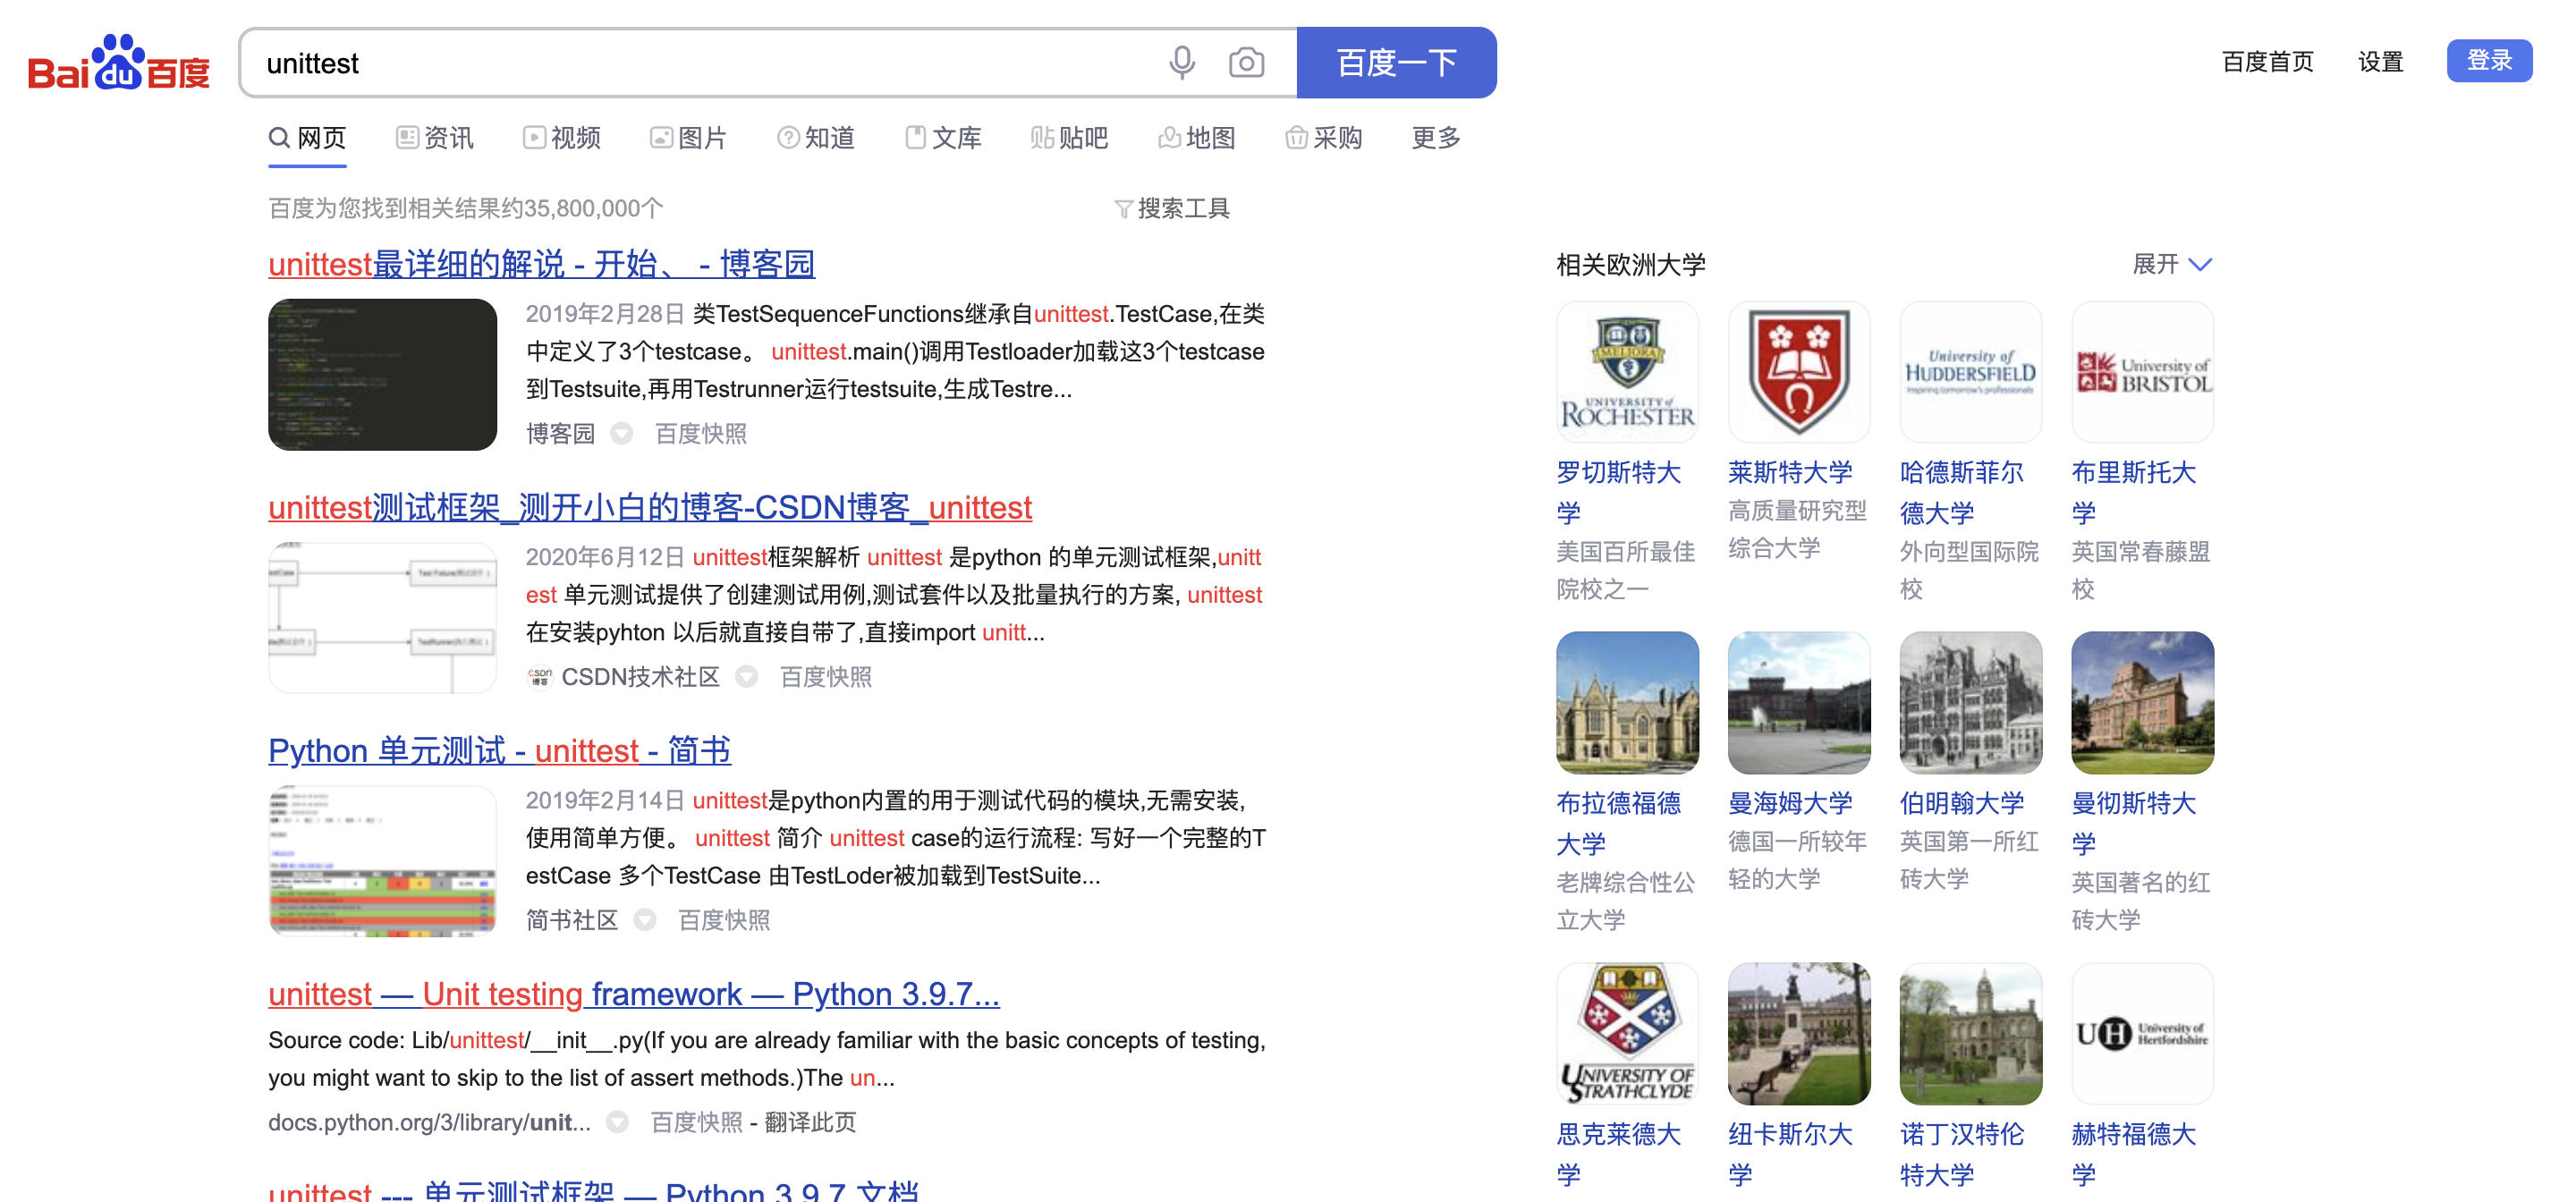 Bai du 百度
unittest
百度一下
百度首页 设置 登录
网页 资讯 视频 图片 知道 文库 贴吧 地图 采购 更多
百度为您找到相关结果约35,800,000个 搜索工具
unittest最详细的解说 - 开始、 - 博客园
2019年2月28日 类TestSequenceFunctions继承自unittest.TestCase,在类
中定义了3个testcase。 unittest.main()调用Testloader加载这3个testcase
到Testsuite,再用Testrunner运行testsuite,生成Testre...
博客园 百度快照
unittest测试框架_测开小白的博客-CSDN博客_unittest
2020年6月12日 unittest框架解析 unittest 是python 的单元测试框架,unitt
est 单元测试提供了创建测试用例,测试套件以及批量执行的方案, unittest
在安装pyhton 以后就直接自带了,直接import unitt...
CSDN博客 CSDN技术社区 百度快照
Python 单元测试 - unittest - 简书
2019年2月14日 unittest是python内置的用于测试代码的模块,无需安装,
使用简单方便。 unittest 简介 unittest case的运行流程: 写好一个完整的T
estCase 多个TestCase 由TestLoder被加载到TestSuite...
简书社区 百度快照
unittest — Unit testing framework — Python 3.9.7...
Source code: Lib/unittest/__init__.py(If you are already familiar with the basic concepts of testing,
you might want to skip to the list of assert methods.)The un...
docs.python.org/3/library/unit... 百度快照 - 翻译此页
unittest --- 单元测试框架 — Python 3.9.7 文档
相关欧洲大学 展开
MELIORA
UNIVERSITY of
ROCHESTER
University of
HUDDERSFIELD
Inspiring tomorrow's professionals
University of
BRISTOL
罗切斯特大
学
美国百所最佳
院校之一
莱斯特大学
高质量研究型
综合大学
哈德斯菲尔
德大学
外向型国际院
校
布里斯托大
学
英国常春藤盟
校
布拉德福德
大学
老牌综合性公
立大学
曼海姆大学
德国一所较年
轻的大学
伯明翰大学
英国第一所红
砖大学
曼彻斯特大
学
英国著名的红
砖大学
UNIVERSITY OF
STRATHCLYDE
UH University of
Hertfordshire
思克莱德大
学
纽卡斯尔大
学
诺丁汉特伦
特大学
赫特福德大
学